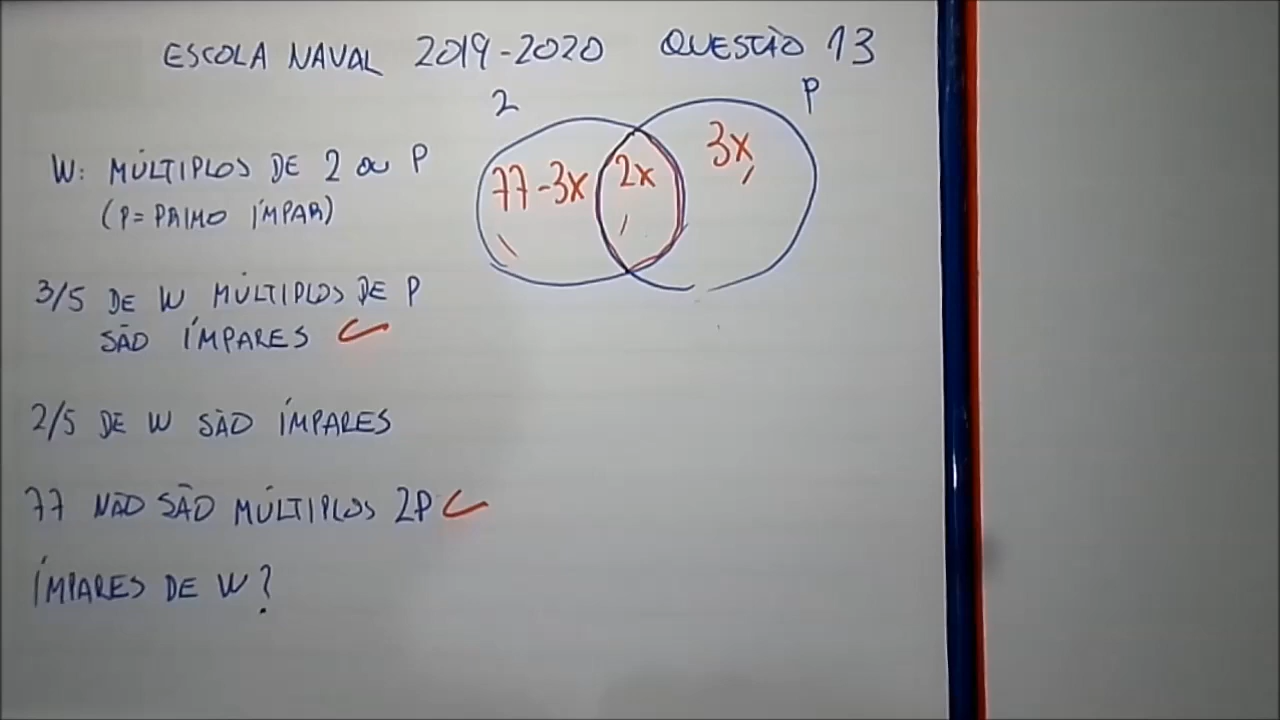 ESCOLA NAVAL 2019-2020 QUESTÃO 13
2
P
W: MÚLTIPLOS DE 2 OU P
(P=PRIMO ÍMPAR)
77-3X
2X
3X
3/5 DE W MÚLTIPLOS DE P
SÃO ÍMPARES
2/5 DE W SÃO ÍMPARES
77 NÃO SÃO MÚLTIPLOS 2P
ÍMPARES DE W?